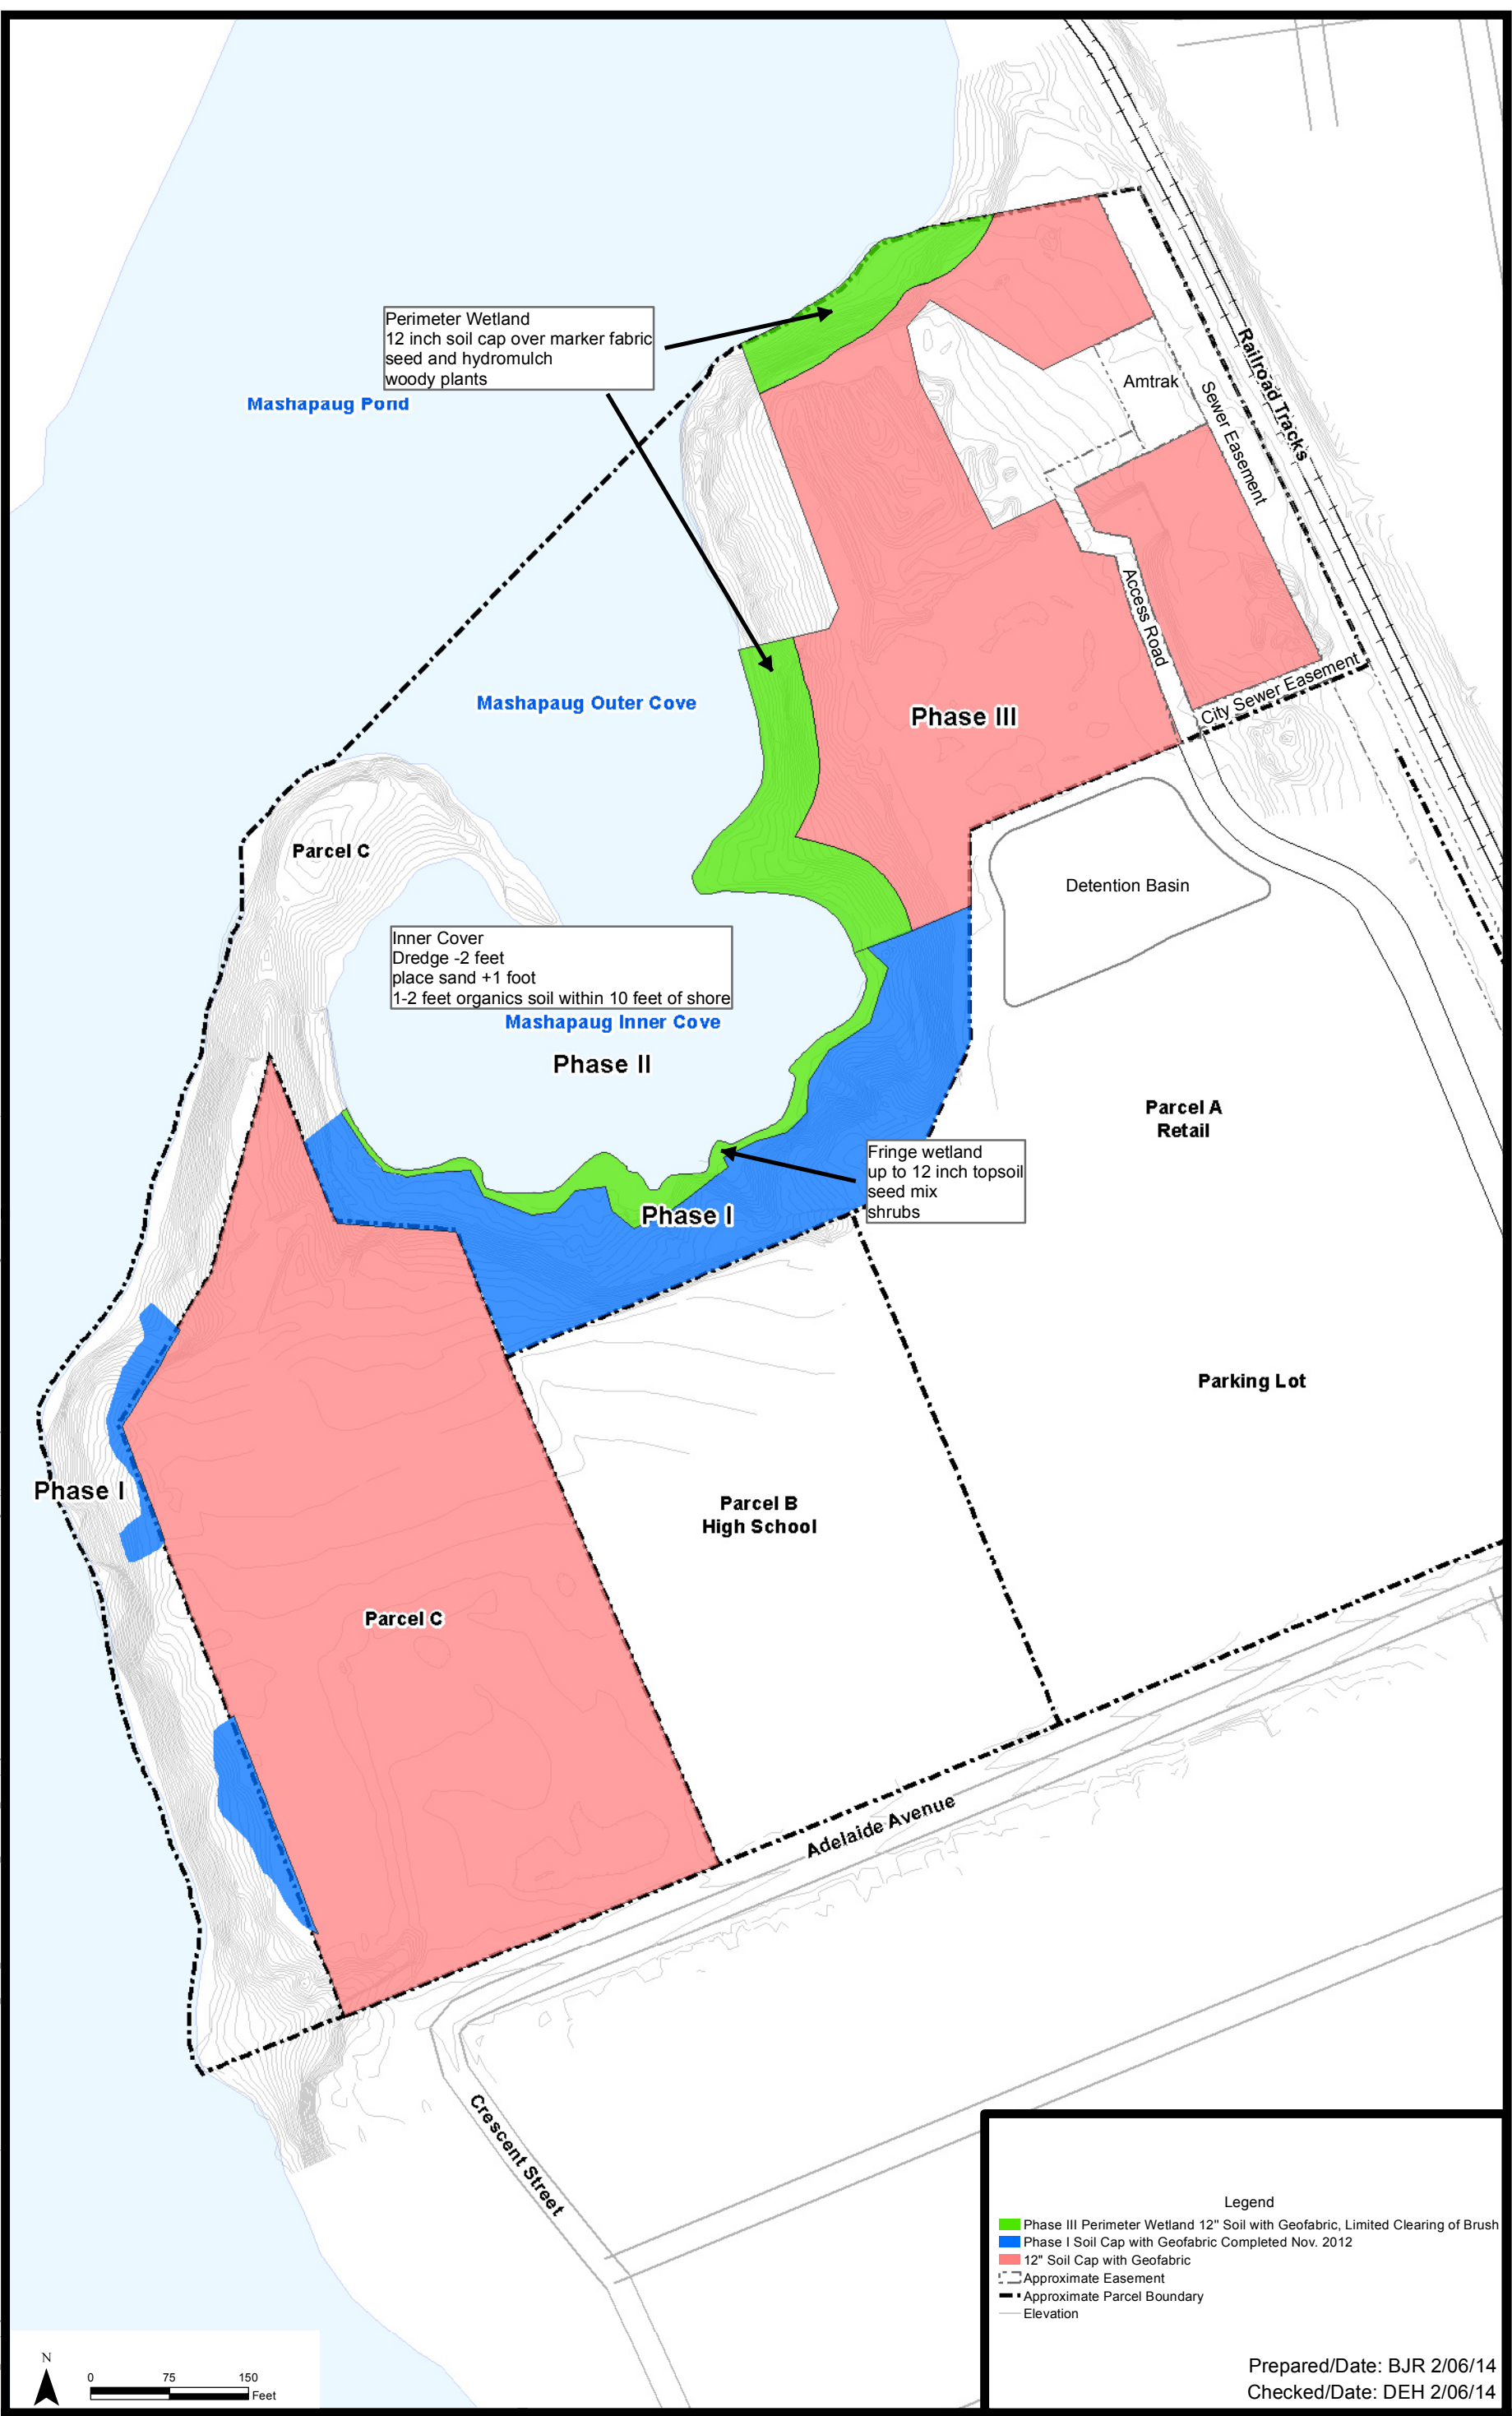 Perimeter Wetland
12 inch soil cap over marker fabric
seed and hydromulch
woody plants
Mashapaug Pond
Amtrak
Railroad Tracks
Sewer Easement
Access Road
City Sewer Easement
Mashapaug Outer Cove
Phase III
Parcel C
Detention Basin
Inner Cover
Dredge -2 feet
place sand +1 foot
1-2 feet organics soil within 10 feet of shore
Mashapaug Inner Cove
Phase II
Parcel A
Retail
Fringe wetland
up to 12 inch topsoil
seed mix
shrubs
Phase I
Parking Lot
Phase I
Parcel B
High School
Parcel C
Adelaide Avenue
Crescent Street
Legend
Phase III Perimeter Wetland 12" Soil with Geofabric, Limited Clearing of Brush
Phase I Soil Cap with Geofabric Completed Nov. 2012
12" Soil Cap with Geofabric
Approximate Easement
Approximate Parcel Boundary
Elevation
Prepared/Date: BJR 2/06/14
Checked/Date: DEH 2/06/14
N
0 75 150
Feet